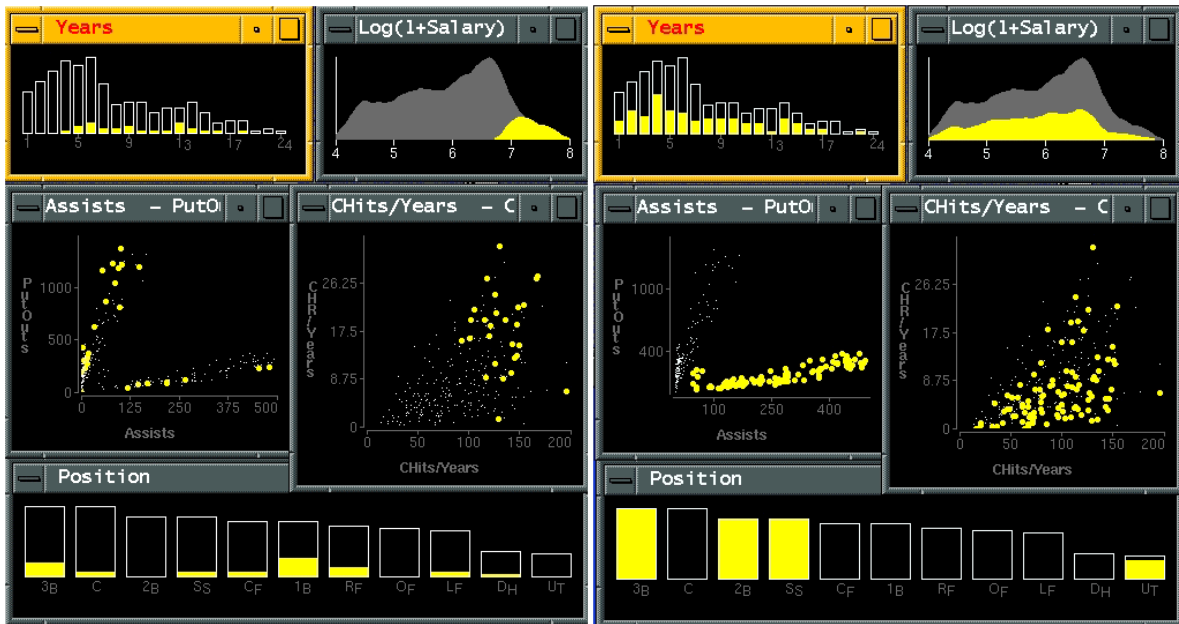 Years
1 5 9 13 17 24
Log(1+Salary)
4 5 6 7 8
Assists – PutO
PutOuts
1000
500
0
0 125 250 375 500
Assists
CHits/Years – C
CHR/Years
26.25
17.5
8.75
0
0 50 100 150 200
CHits/Years
Position
3B C 2B SS CF 1B RF OF LF DH UT
Years
1 5 9 13 17 24
Log(1+Salary)
4 5 6 7 8
Assists – PutO
PutOuts
1000
400
100 250 400
Assists
CHits/Years – C
CHR/Years
26.25
17.5
8.75
0
0 50 100 150 200
CHits/Years
Position
3B C 2B SS CF 1B RF OF LF DH UT